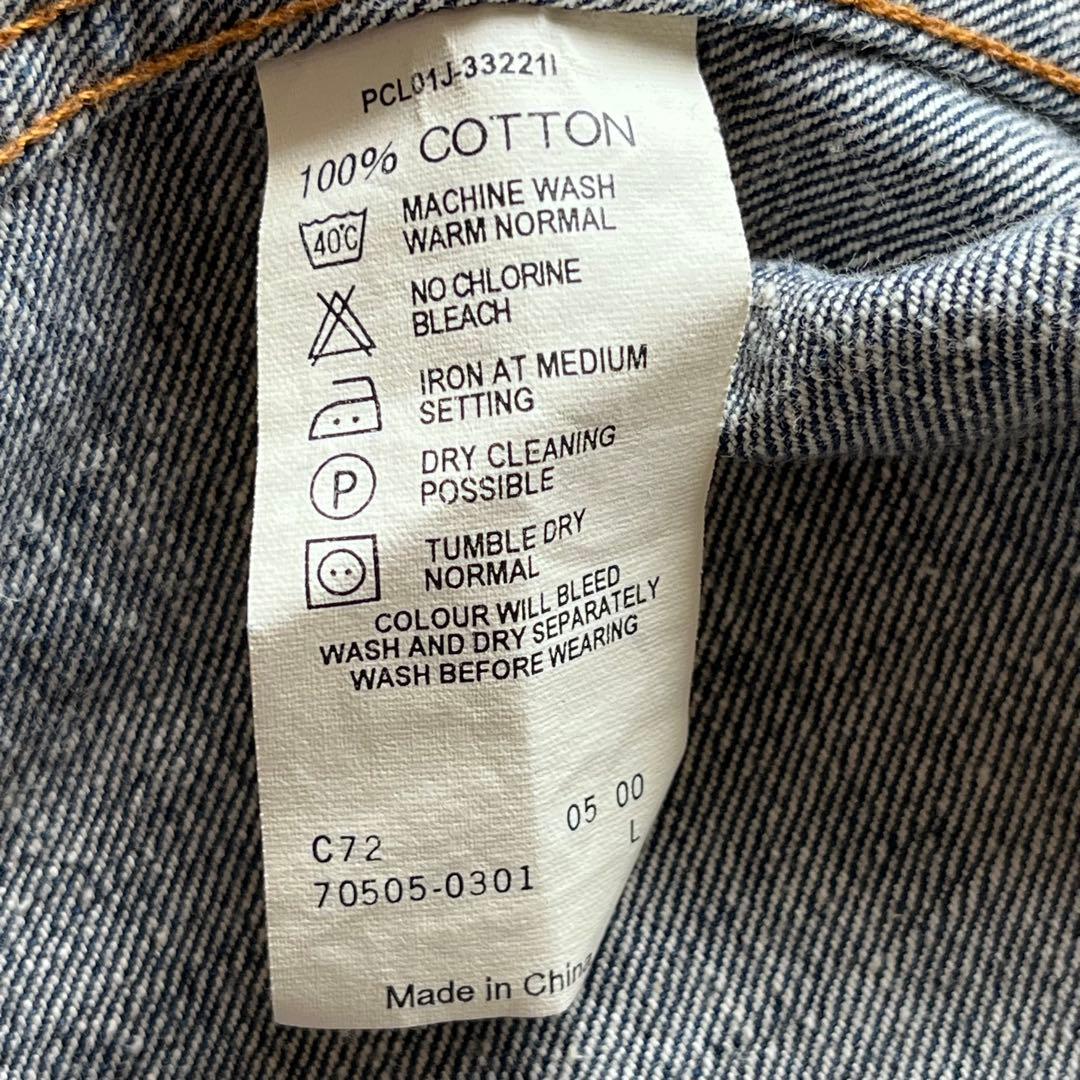 PCL01J-33221I
100% COTTON
40°C
MACHINE WASH
WARM NORMAL
NO CHLORINE
BLEACH
IRON AT MEDIUM
SETTING
P
DRY CLEANING
POSSIBLE
TUMBLE DRY
NORMAL
COLOUR WILL BLEED
WASH AND DRY SEPARATELY
WASH BEFORE WEARING
05 00
C72 L
70505-0301
Made in China